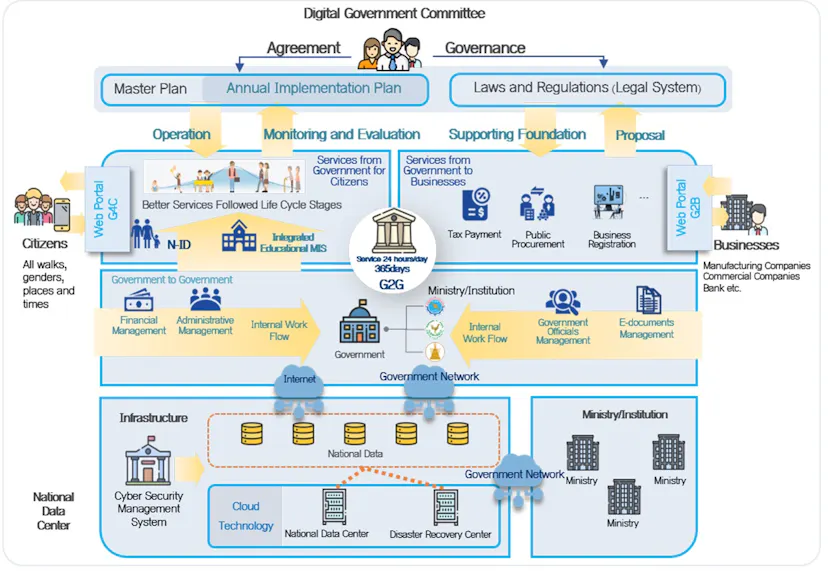 Digital Government Committee
Agreement
Governance
Master Plan
Annual Implementation Plan
Laws and Regulations (Legal System)
Operation
Monitoring and Evaluation
Supporting Foundation
Proposal
Web Portal
G4C
Services from
Government for
Citizens
Better Services Followed Life Cycle Stages
N-ID
Integrated
Educational MIS
Services from
Government to
Businesses
Tax Payment
Public
Procurement
Business
Registration
...
Web Portal
G2B
Citizens
All walks,
genders,
places and
times
Businesses
Manufacturing Companies
Commercial Companies
Bank etc.
Service 24 hours/day
365days
G2G
Government to Government
Financial
Management
Administrative
Management
Internal Work
Flow
Government
Ministry/Institution
Internal
Work Flow
Government
Officials
Management
E-documents
Management
Internet
Government Network
Infrastructure
National Data
Cyber Security
Management
System
Cloud
Technology
National Data Center
Disaster Recovery Center
Government Network
Ministry/Institution
Ministry
Ministry
Ministry
National
Data
Center